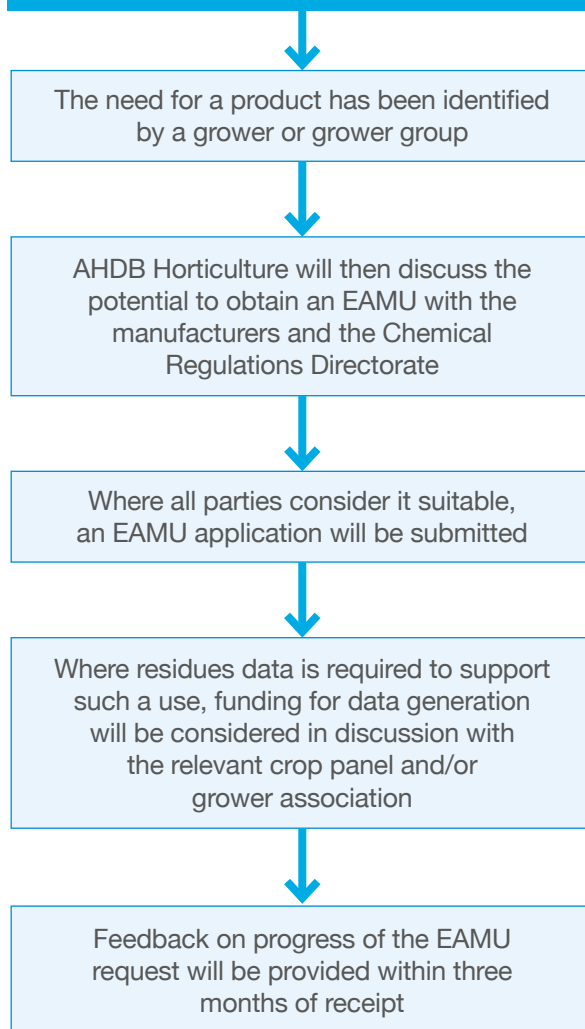 The need for a product has been identified
by a grower or grower group
AHDB Horticulture will then discuss the
potential to obtain an EAMU with the
manufacturers and the Chemical
Regulations Directorate
Where all parties consider it suitable,
an EAMU application will be submitted
Where residues data is required to support
such a use, funding for data generation
will be considered in discussion with
the relevant crop panel and/or
grower association
Feedback on progress of the EAMU
request will be provided within three
months of receipt